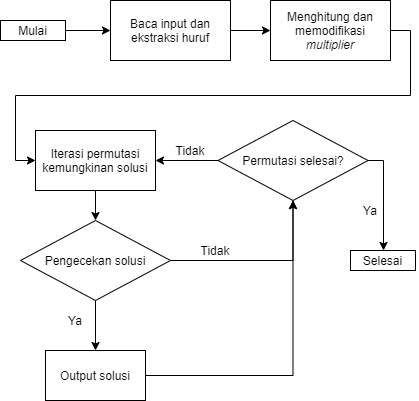 Mulai
Baca input dan
ekstraksi huruf
Menghitung dan
memodifikasi
multiplier
Iterasi permutasi
kemungkinan solusi
Tidak
Permutasi selesai?
Ya
Pengecekan solusi
Tidak
Selesai
Ya
Output solusi